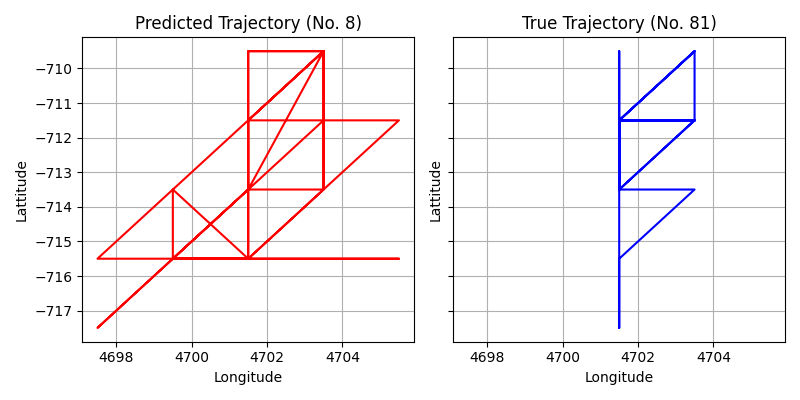 Predicted Trajectory (No. 8)
True Trajectory (No. 81)
Lattitude
−710
−711
−712
−713
−714
−715
−716
−717
4698 4700 4702 4704
Longitude
Lattitude
4698 4700 4702 4704
Longitude